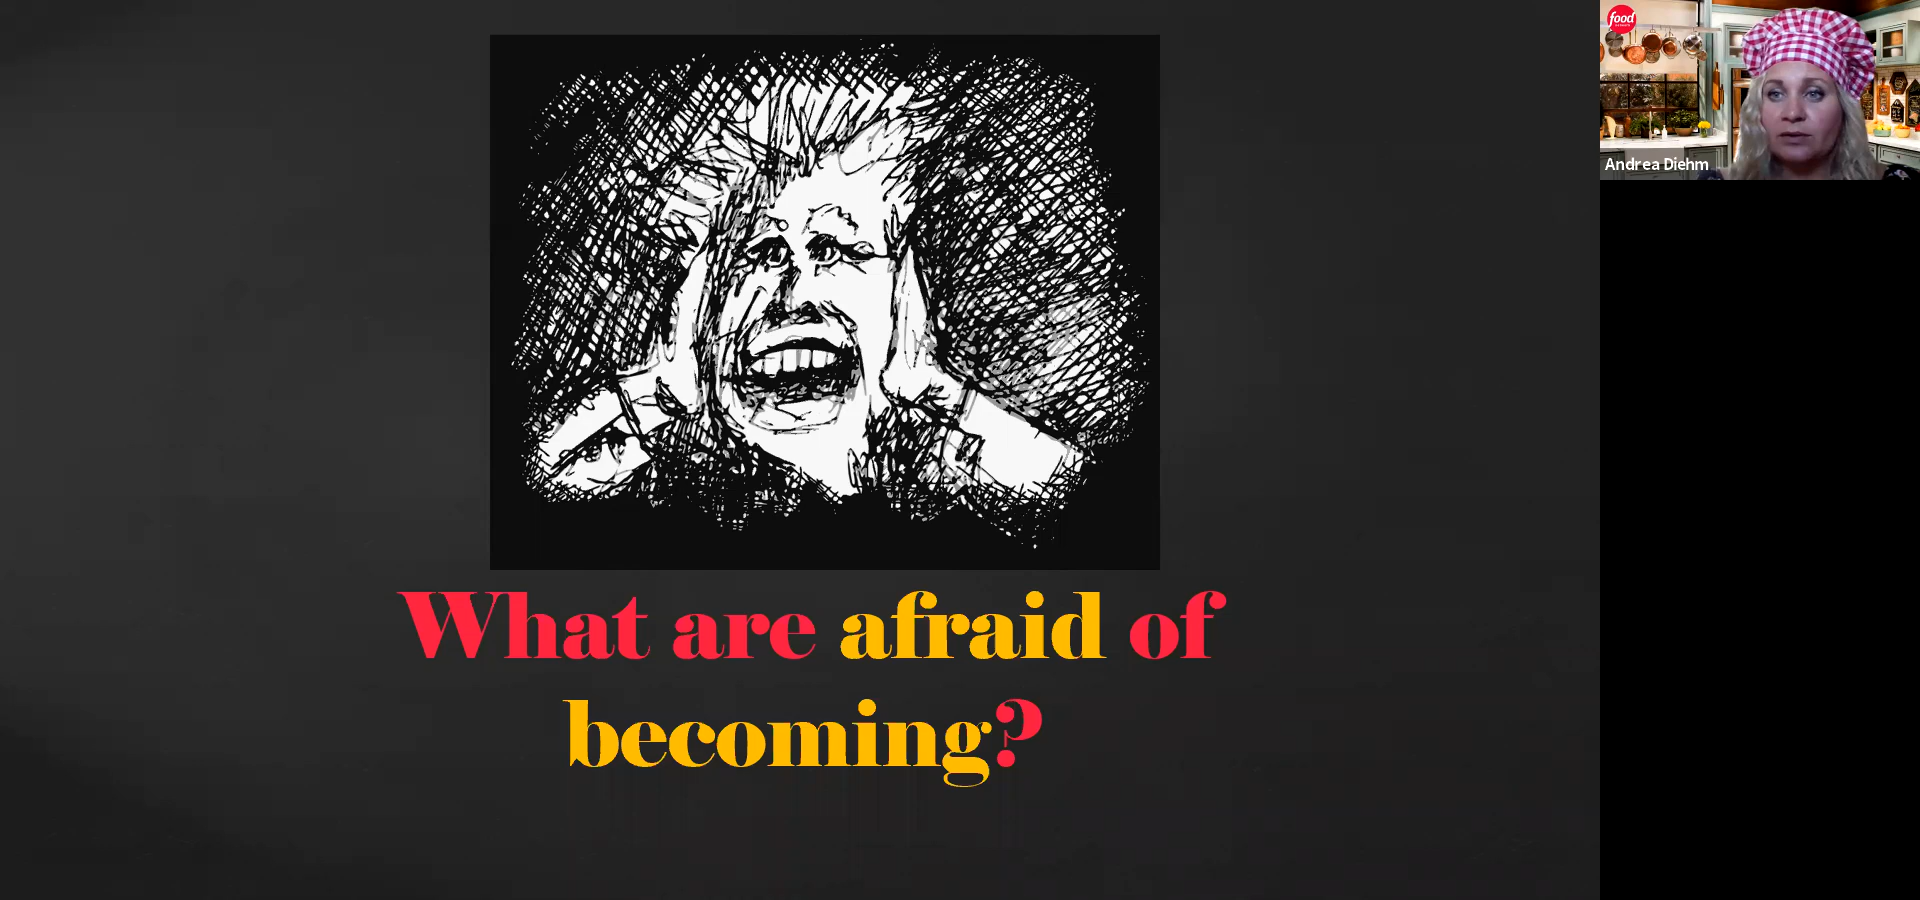 What are afraid of
becoming?
food
Andrea Diehm